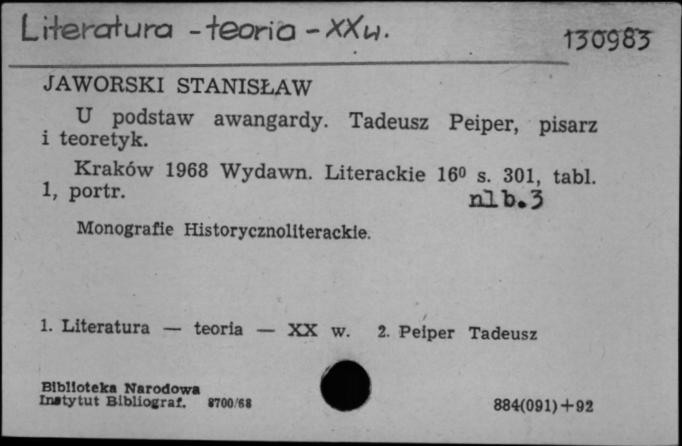 Literatura - teoria - XX w.
130983
JAWORSKI STANISŁAW
U podstaw awangardy. Tadeusz Peiper, pisarz
i teoretyk.
Kraków 1968 Wydawn. Literackie 16⁰ s. 301, tabl.
1, portr.
nlb.3
Monografie Historycznoliterackie.
1. Literatura — teoria — XX w. 2. Peiper Tadeusz
Biblioteka Narodowa
Instytut Bibliograf. 8700/68
884(091)+92